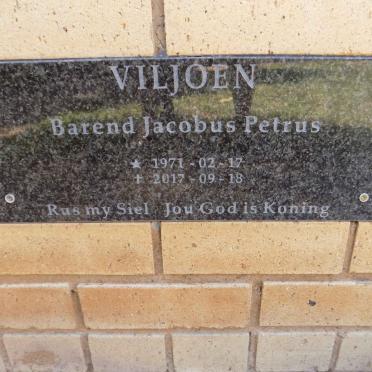 VILJOEN
Barend Jacobus Petrus
★ 1971 - 02 - 17
✝ 2017 - 09 - 18
Rus my Siel Jou God is Koning